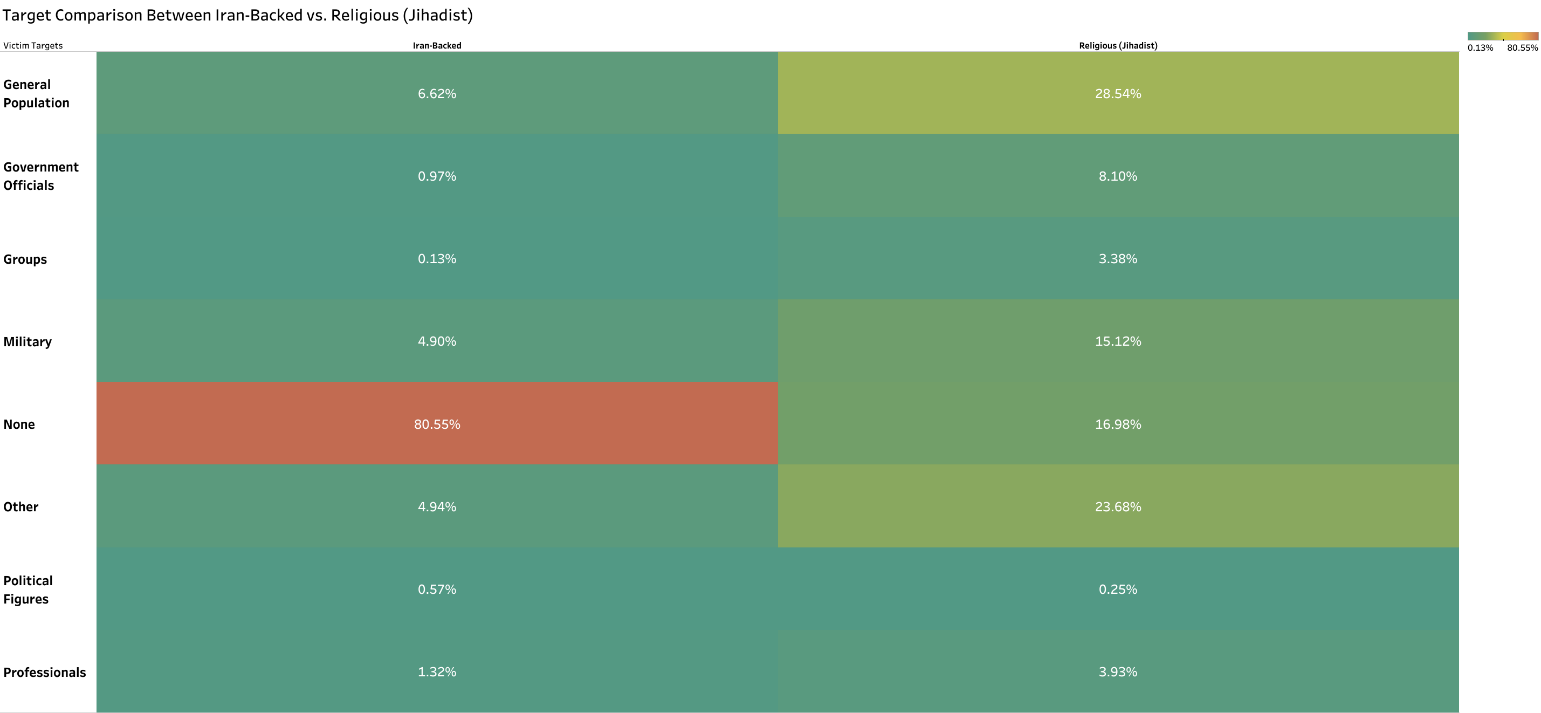 Target Comparison Between Iran-Backed vs. Religious (Jihadist)
Victim Targets Iran-Backed Religious (Jihadist)
0.13% 80.55%
General
Population
6.62% 28.54%
Government
Officials
0.97% 8.10%
Groups 0.13% 3.38%
Military 4.90% 15.12%
None 80.55% 16.98%
Other 4.94% 23.68%
Political
Figures
0.57% 0.25%
Professionals 1.32% 3.93%